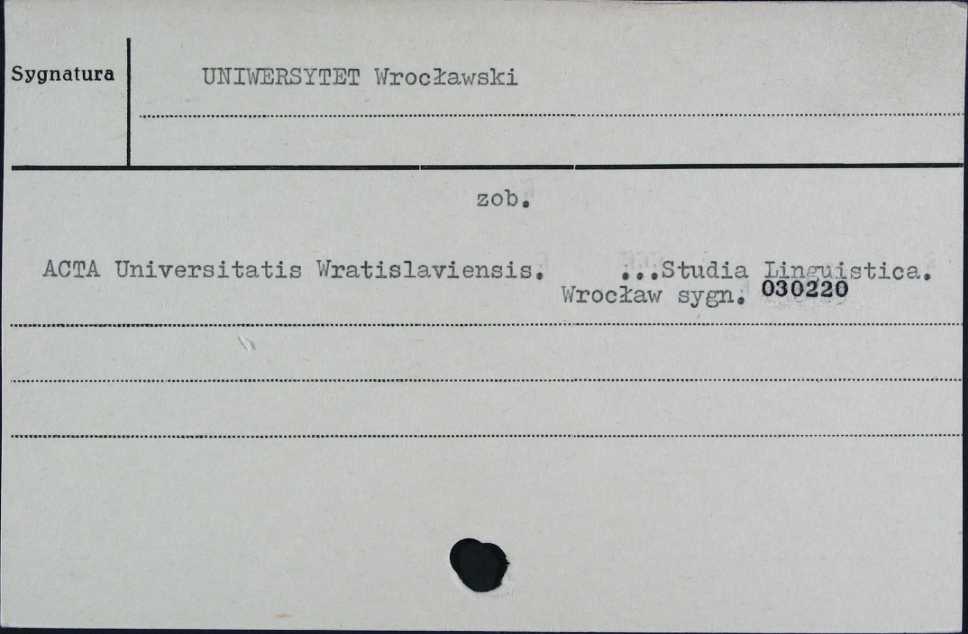 Sygnatura
UNIWERSYTET Wrocławski
zob.
ACTA Universitatis Wratislaviensis. ...Studia Linguistica.
Wrocław sygn. 030220